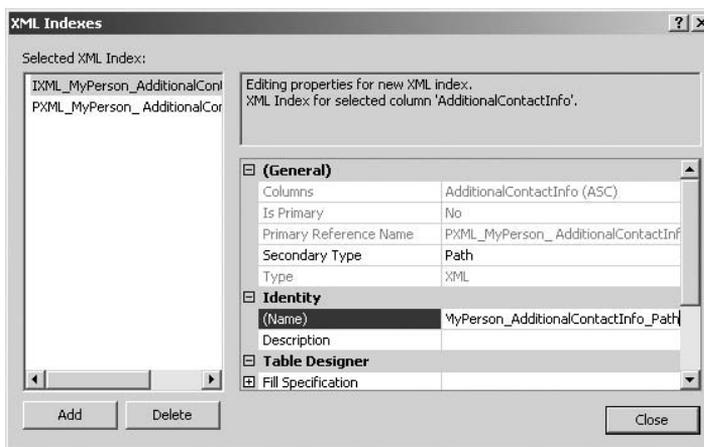 XML Indexes
Selected XML Index:
IXML_MyPerson_AdditionalCont
PXML_MyPerson_ AdditionalCor
Editing properties for new XML index.
XML Index for selected column 'AdditionalContactInfo'.
(General)
Columns AdditionalContactInfo (ASC)
Is Primary No
Primary Reference Name PXML_MyPerson_ AdditionalContactInf
Secondary Type Path
Type XML
Identity
(Name) MyPerson_AdditionalContactInfo_Path
Description
Table Designer
Fill Specification
Add Delete
Close